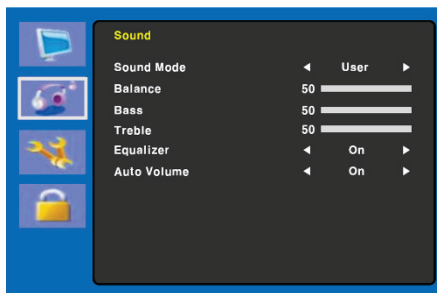 Sound
Sound Mode ◄ User ►
Balance 50
Bass 50
Treble 50
Equalizer ◄ On ►
Auto Volume ◄ On ►